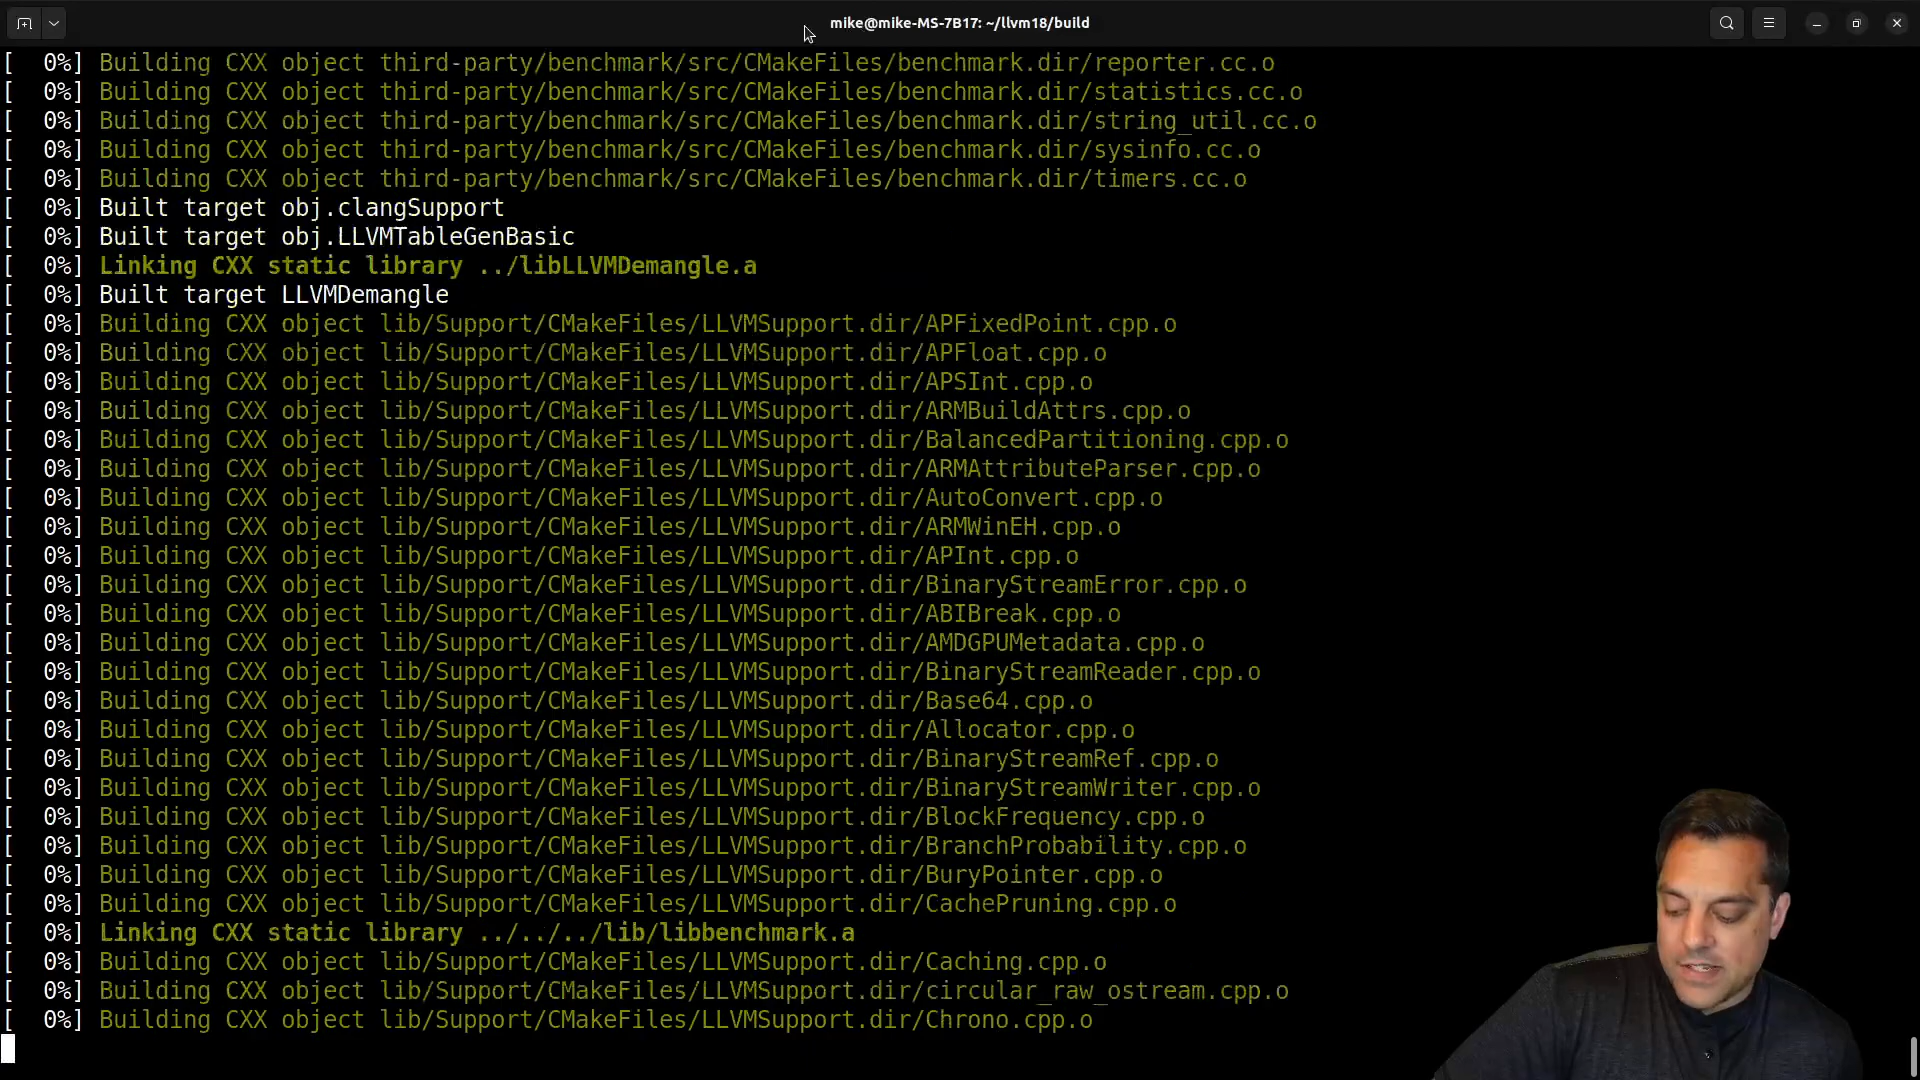 mike@mike-MS-7B17: ~/llvm18/build
[  0%] Building CXX object third-party/benchmark/src/CMakeFiles/benchmark.dir/reporter.cc.o
[  0%] Building CXX object third-party/benchmark/src/CMakeFiles/benchmark.dir/statistics.cc.o
[  0%] Building CXX object third-party/benchmark/src/CMakeFiles/benchmark.dir/string_util.cc.o
[  0%] Building CXX object third-party/benchmark/src/CMakeFiles/benchmark.dir/sysinfo.cc.o
[  0%] Building CXX object third-party/benchmark/src/CMakeFiles/benchmark.dir/timers.cc.o
[  0%] Built target obj.clangSupport
[  0%] Built target obj.LLVMTableGenBasic
[  0%] Linking CXX static library ../libLLVMDemangle.a
[  0%] Built target LLVMDemangle
[  0%] Building CXX object lib/Support/CMakeFiles/LLVMSupport.dir/APFixedPoint.cpp.o
[  0%] Building CXX object lib/Support/CMakeFiles/LLVMSupport.dir/APFloat.cpp.o
[  0%] Building CXX object lib/Support/CMakeFiles/LLVMSupport.dir/APSInt.cpp.o
[  0%] Building CXX object lib/Support/CMakeFiles/LLVMSupport.dir/ARMBuildAttrs.cpp.o
[  0%] Building CXX object lib/Support/CMakeFiles/LLVMSupport.dir/BalancedPartitioning.cpp.o
[  0%] Building CXX object lib/Support/CMakeFiles/LLVMSupport.dir/ARMAttributeParser.cpp.o
[  0%] Building CXX object lib/Support/CMakeFiles/LLVMSupport.dir/AutoConvert.cpp.o
[  0%] Building CXX object lib/Support/CMakeFiles/LLVMSupport.dir/ARMWinEH.cpp.o
[  0%] Building CXX object lib/Support/CMakeFiles/LLVMSupport.dir/APInt.cpp.o
[  0%] Building CXX object lib/Support/CMakeFiles/LLVMSupport.dir/BinaryStreamError.cpp.o
[  0%] Building CXX object lib/Support/CMakeFiles/LLVMSupport.dir/ABIBreak.cpp.o
[  0%] Building CXX object lib/Support/CMakeFiles/LLVMSupport.dir/AMDGPUMetadata.cpp.o
[  0%] Building CXX object lib/Support/CMakeFiles/LLVMSupport.dir/BinaryStreamReader.cpp.o
[  0%] Building CXX object lib/Support/CMakeFiles/LLVMSupport.dir/Base64.cpp.o
[  0%] Building CXX object lib/Support/CMakeFiles/LLVMSupport.dir/Allocator.cpp.o
[  0%] Building CXX object lib/Support/CMakeFiles/LLVMSupport.dir/BinaryStreamRef.cpp.o
[  0%] Building CXX object lib/Support/CMakeFiles/LLVMSupport.dir/BinaryStreamWriter.cpp.o
[  0%] Building CXX object lib/Support/CMakeFiles/LLVMSupport.dir/BlockFrequency.cpp.o
[  0%] Building CXX object lib/Support/CMakeFiles/LLVMSupport.dir/BranchProbability.cpp.o
[  0%] Building CXX object lib/Support/CMakeFiles/LLVMSupport.dir/BuryPointer.cpp.o
[  0%] Building CXX object lib/Support/CMakeFiles/LLVMSupport.dir/CachePruning.cpp.o
[  0%] Linking CXX static library ../../../lib/libbenchmark.a
[  0%] Building CXX object lib/Support/CMakeFiles/LLVMSupport.dir/Caching.cpp.o
[  0%] Building CXX object lib/Support/CMakeFiles/LLVMSupport.dir/circular_raw_ostream.cpp.o
[  0%] Building CXX object lib/Support/CMakeFiles/LLVMSupport.dir/Chrono.cpp.o